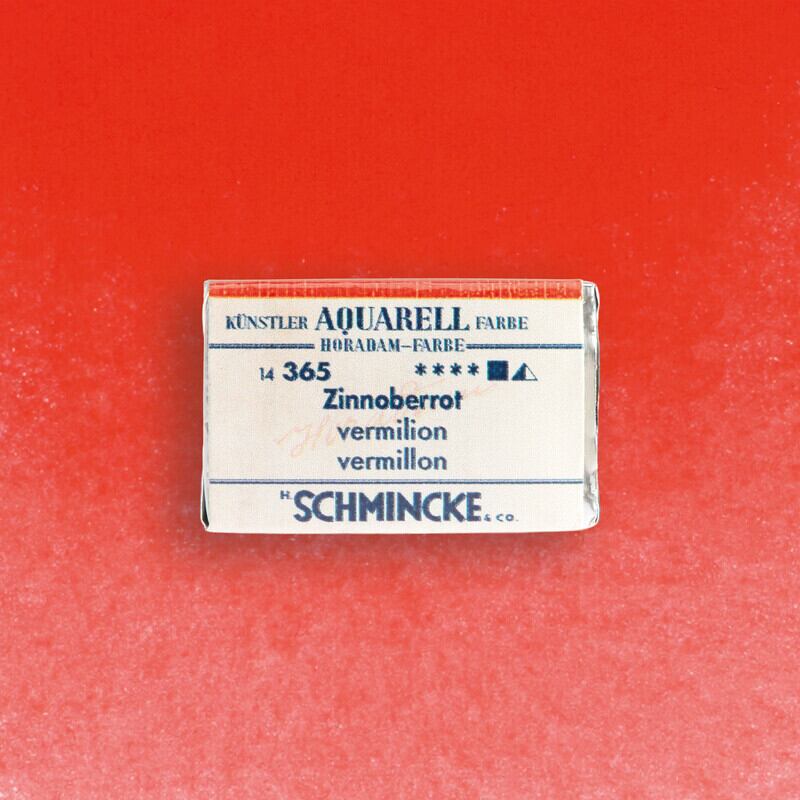 KÜNSTLER AQUARELL FARBE
HORADAM-FARBE
14 365 ****
Zinnoberrot
vermilion
vermillon
H. SCHMINCKE & CO.